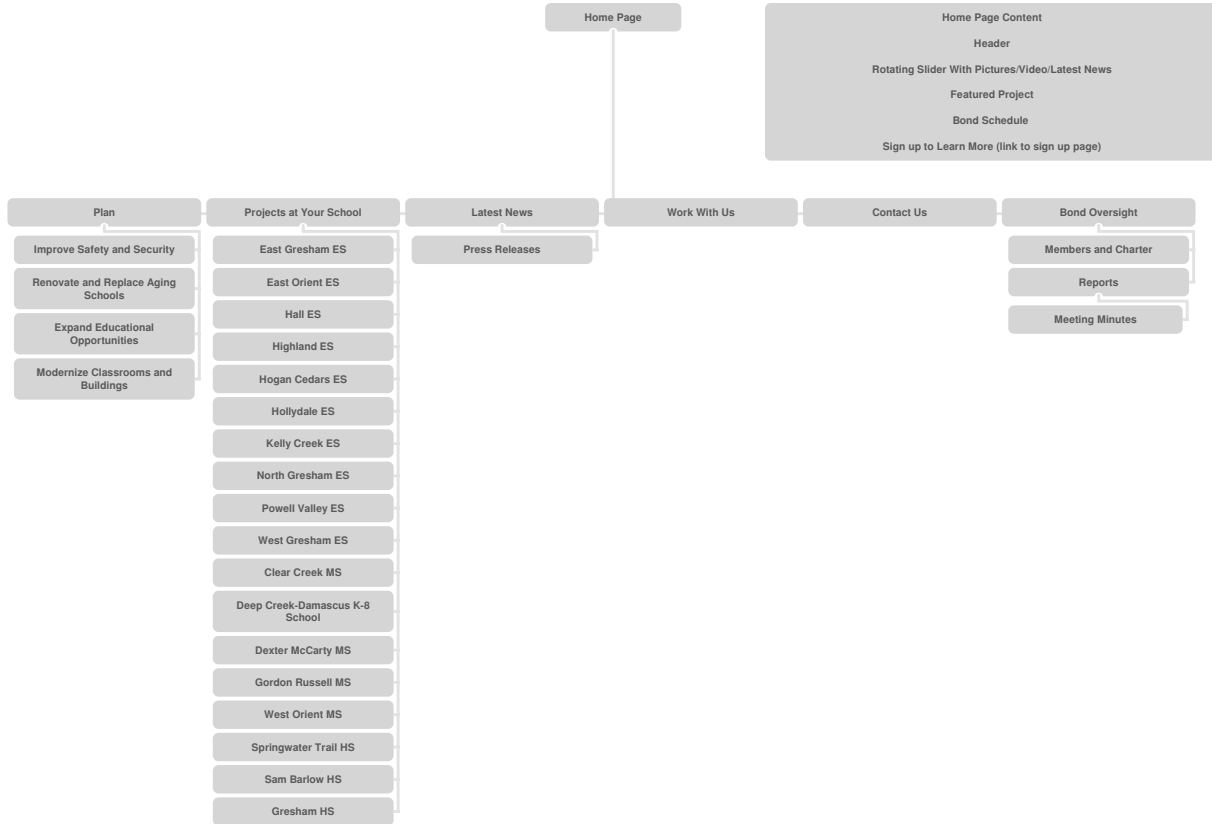 Home Page
Home Page Content
Header
Rotating Slider With Pictures/Video/Latest News
Featured Project
Bond Schedule
Sign up to Learn More (link to sign up page)
Plan
Improve Safety and Security
Renovate and Replace Aging
Schools
Expand Educational
Opportunities
Modernize Classrooms and
Buildings
Projects at Your School
East Gresham ES
East Orient ES
Hall ES
Highland ES
Hogan Cedars ES
Hollydale ES
Kelly Creek ES
North Gresham ES
Powell Valley ES
West Gresham ES
Clear Creek MS
Deep Creek-Damascus K-8
School
Dexter McCarty MS
Gordon Russell MS
West Orient MS
Springwater Trail HS
Sam Barlow HS
Gresham HS
Latest News
Press Releases
Work With Us
Contact Us
Bond Oversight
Members and Charter
Reports
Meeting Minutes